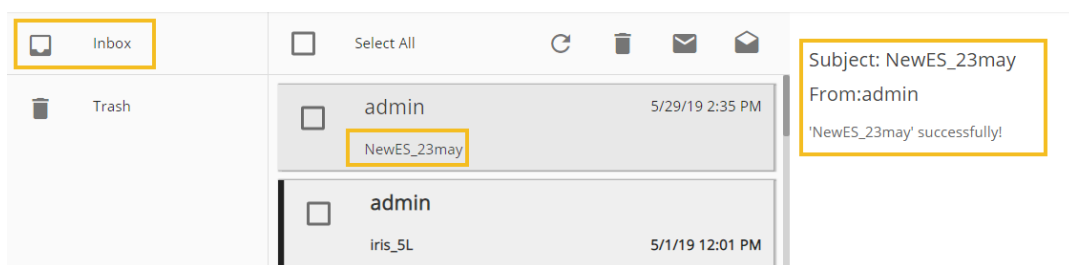 Inbox
Trash
Select All
admin 5/29/19 2:35 PM
NewES_23may
admin
iris_5L 5/1/19 12:01 PM
Subject: NewES_23may
From:admin
'NewES_23may' successfully!